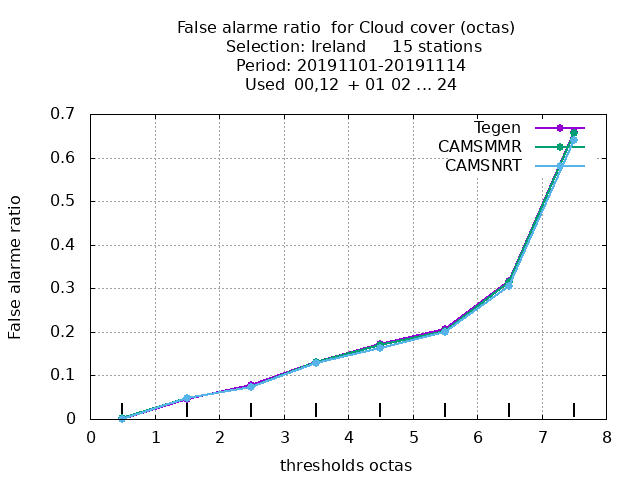 False alarme ratio  for Cloud cover (octas)
Selection: Ireland     15 stations
Period: 20191101-20191114
Used  00,12  + 01 02 ... 24
Tegen
CAMSMMR
CAMSNRT
False alarme ratio
0.7
0.6
0.5
0.4
0.3
0.2
0.1
0
0 1 2 3 4 5 6 7 8
thresholds octas